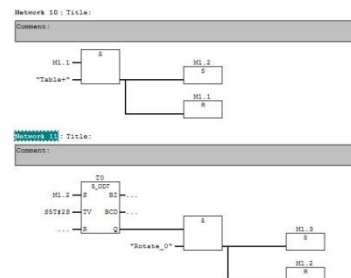 Network 10: Title:
Comment:
&
M1.1
"Table+"
M1.2
S
M1.1
R
Network 11: Title:
Comment:
T0
S_ODT
M1.2 S BI ...
S5T#2S TV BCD ...
... R Q
&
"Rotate_0"
M1.3
S
M1.2
R